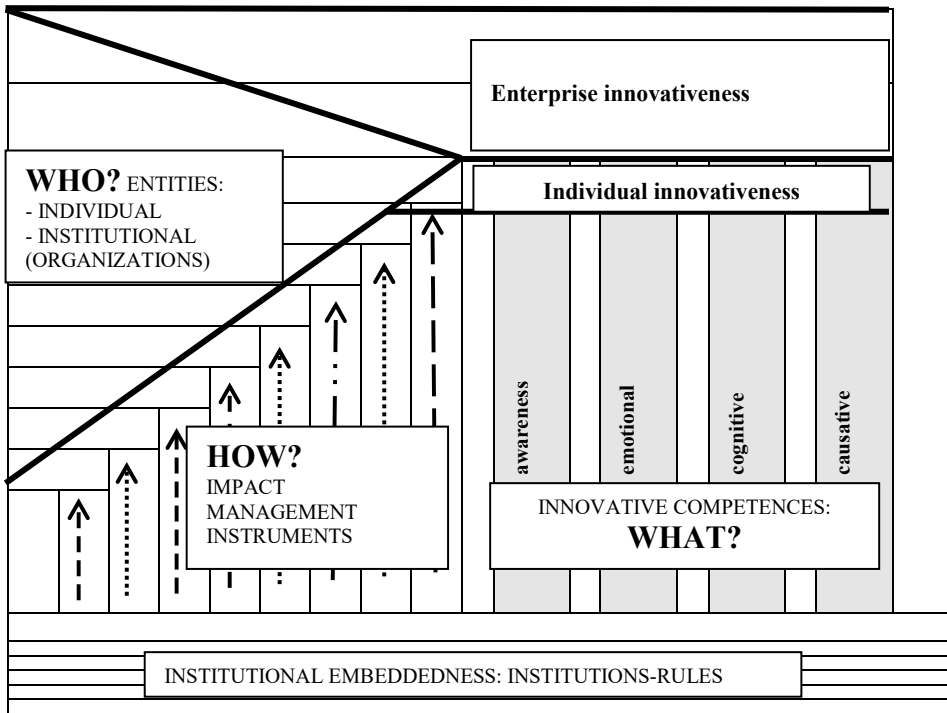 Enterprise innovativeness
WHO? ENTITIES:
- INDIVIDUAL
- INSTITUTIONAL
(ORGANIZATIONS)
Individual innovativeness
awareness
emotional
cognitive
causative
HOW?
IMPACT
MANAGEMENT
INSTRUMENTS
INNOVATIVE COMPETENCES:
WHAT?
INSTITUTIONAL EMBEDDEDNESS: INSTITUTIONS-RULES